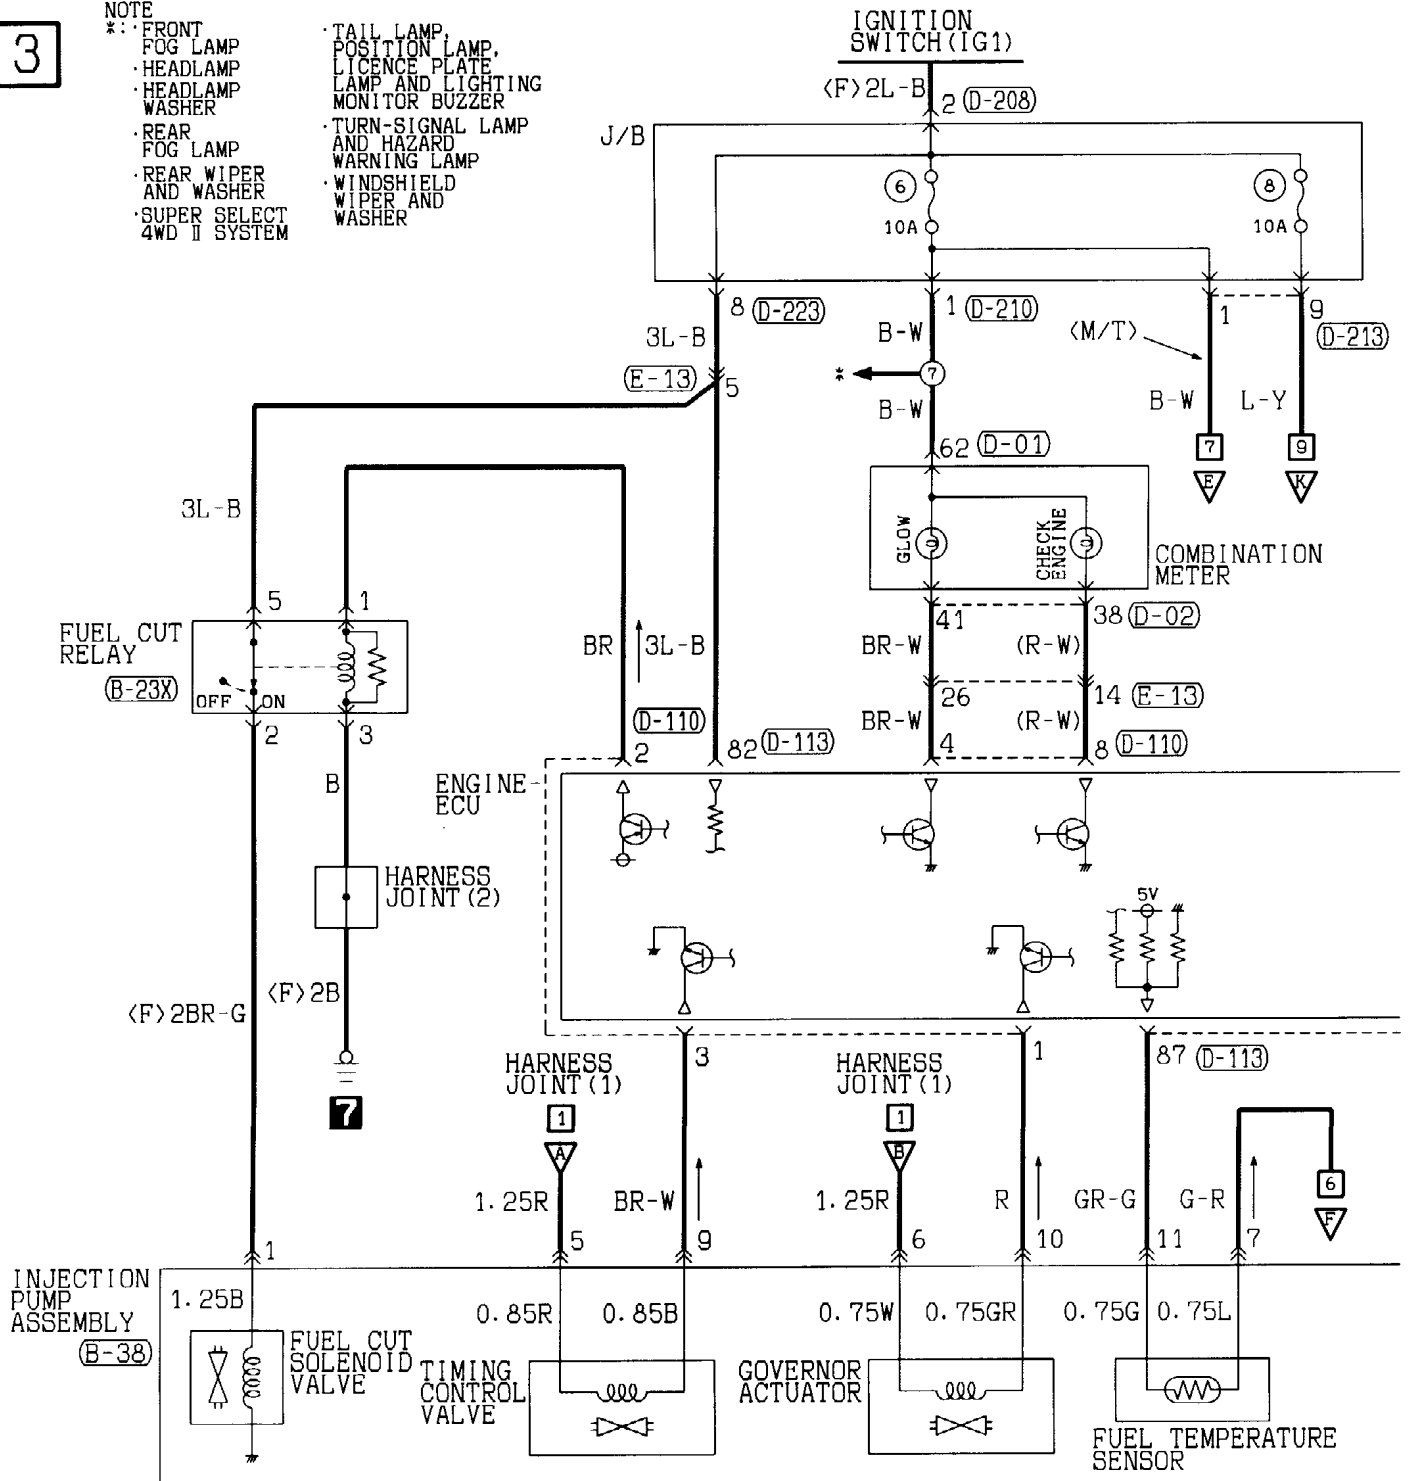 3
NOTE
*: ·FRONT
FOG LAMP
·HEADLAMP
·HEADLAMP
WASHER
·REAR
FOG LAMP
·REAR WIPER
AND WASHER
·SUPER SELECT
4WD Ⅱ SYSTEM
·TAIL LAMP,
POSITION LAMP,
LICENCE PLATE
LAMP AND LIGHTING
MONITOR BUZZER
·TURN-SIGNAL LAMP
AND HAZARD
WARNING LAMP
·WINDSHIELD
WIPER AND
WASHER
IGNITION
SWITCH(IG1)
<F>2L-B
2 D-208
J/B
6
10A
8
10A
8 D-223
1 D-210
1
9
D-213
3L-B
B-W
<M/T>
E-13
5
*
7
B-W
B-W
L-Y
62 D-01
7
9
E
K
3L-B
GLOW
CHECK
ENGINE
COMBINATION
METER
5
1
41
38 D-02
FUEL CUT
RELAY
B-23X
OFF
ON
BR
3L-B
BR-W
(R-W)
26
14 E-13
2
3
D-110
2
82 D-113
BR-W
(R-W)
4
8 D-110
B
ENGINE-
ECU
HARNESS
JOINT(2)
5V
<F>2BR-G
<F>2B
7
HARNESS
JOINT(1)
3
HARNESS
JOINT(1)
1
87 D-113
1
1
A
B
6
F
1.25R
BR-W
1.25R
R
GR-G
G-R
1
5
9
6
10
11
7
INJECTION
PUMP
ASSEMBLY
B-38
1.25B
0.85R
0.85B
0.75W
0.75GR
0.75G
0.75L
FUEL CUT
SOLENOID
VALVE
TIMING
CONTROL
VALVE
GOVERNOR
ACTUATOR
FUEL TEMPERATURE
SENSOR